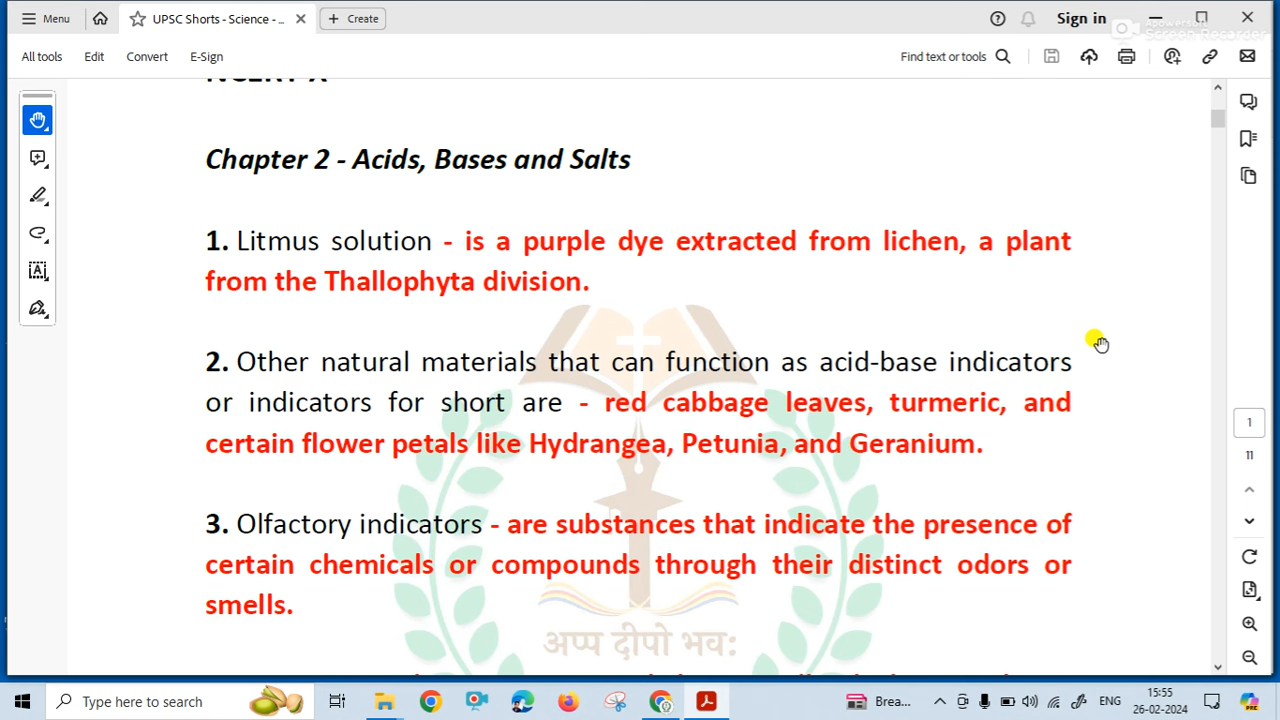 Menu
UPSC Shorts - Science - ...
Create
Sign in
Apowersoft
Screen Recorder
All tools
Edit
Convert
E-Sign
Find text or tools
NCERT X
Chapter 2 - Acids, Bases and Salts
1. Litmus solution - is a purple dye extracted from lichen, a plant
from the Thallophyta division.
2. Other natural materials that can function as acid-base indicators
or indicators for short are - red cabbage leaves, turmeric, and
certain flower petals like Hydrangea, Petunia, and Geranium.
3. Olfactory indicators - are substances that indicate the presence of
certain chemicals or compounds through their distinct odors or
smells.
अप्प दीपो भव:
1
11
Type here to search
Brea...
ENG
15:55
26-02-2024